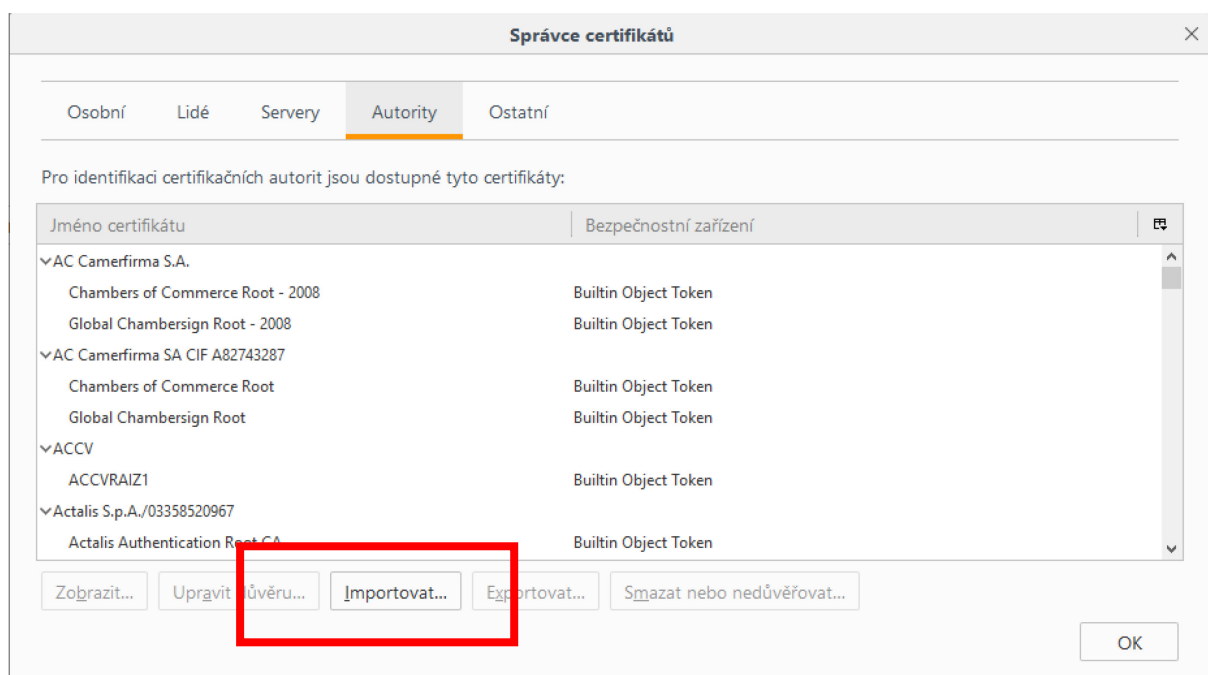 Správce certifikátů
Osobní Lidé Servery Autority Ostatní
Pro identifikaci certifikačních autorit jsou dostupné tyto certifikáty:
Jméno certifikátu Bezpečnostní zařízení
AC Camerfirma S.A.
Chambers of Commerce Root - 2008 Builtin Object Token
Global Chambersign Root - 2008 Builtin Object Token
AC Camerfirma SA CIF A82743287
Chambers of Commerce Root Builtin Object Token
Global Chambersign Root Builtin Object Token
ACCV
ACCVRAIZ1 Builtin Object Token
Actalis S.p.A./03358520967
Actalis Authentication Root CA Builtin Object Token
Zobrazit... Upravit důvěru... Importovat... Exportovat... Smazat nebo nedůvěřovat...
OK